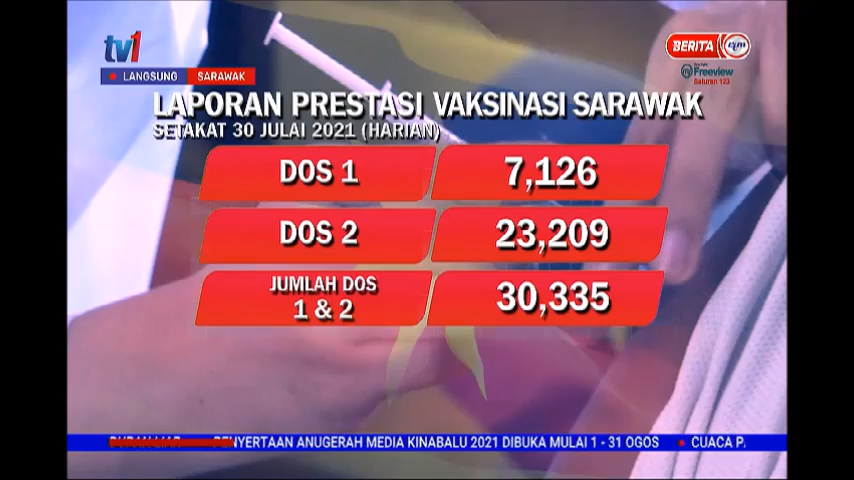 tv1
LANGSUNG SARAWAK
BERITA rtm
Freeview
Saluran 123
LAPORAN PRESTASI VAKSINASI SARAWAK
SETAKAT 30 JULAI 2021 (HARIAN)
DOS 1 7,126
DOS 2 23,209
JUMLAH DOS
1 & 2 30,335
PENYERTAAN ANUGERAH MEDIA KINABALU 2021 DIBUKA MULAI 1 - 31 OGOS • CUACA